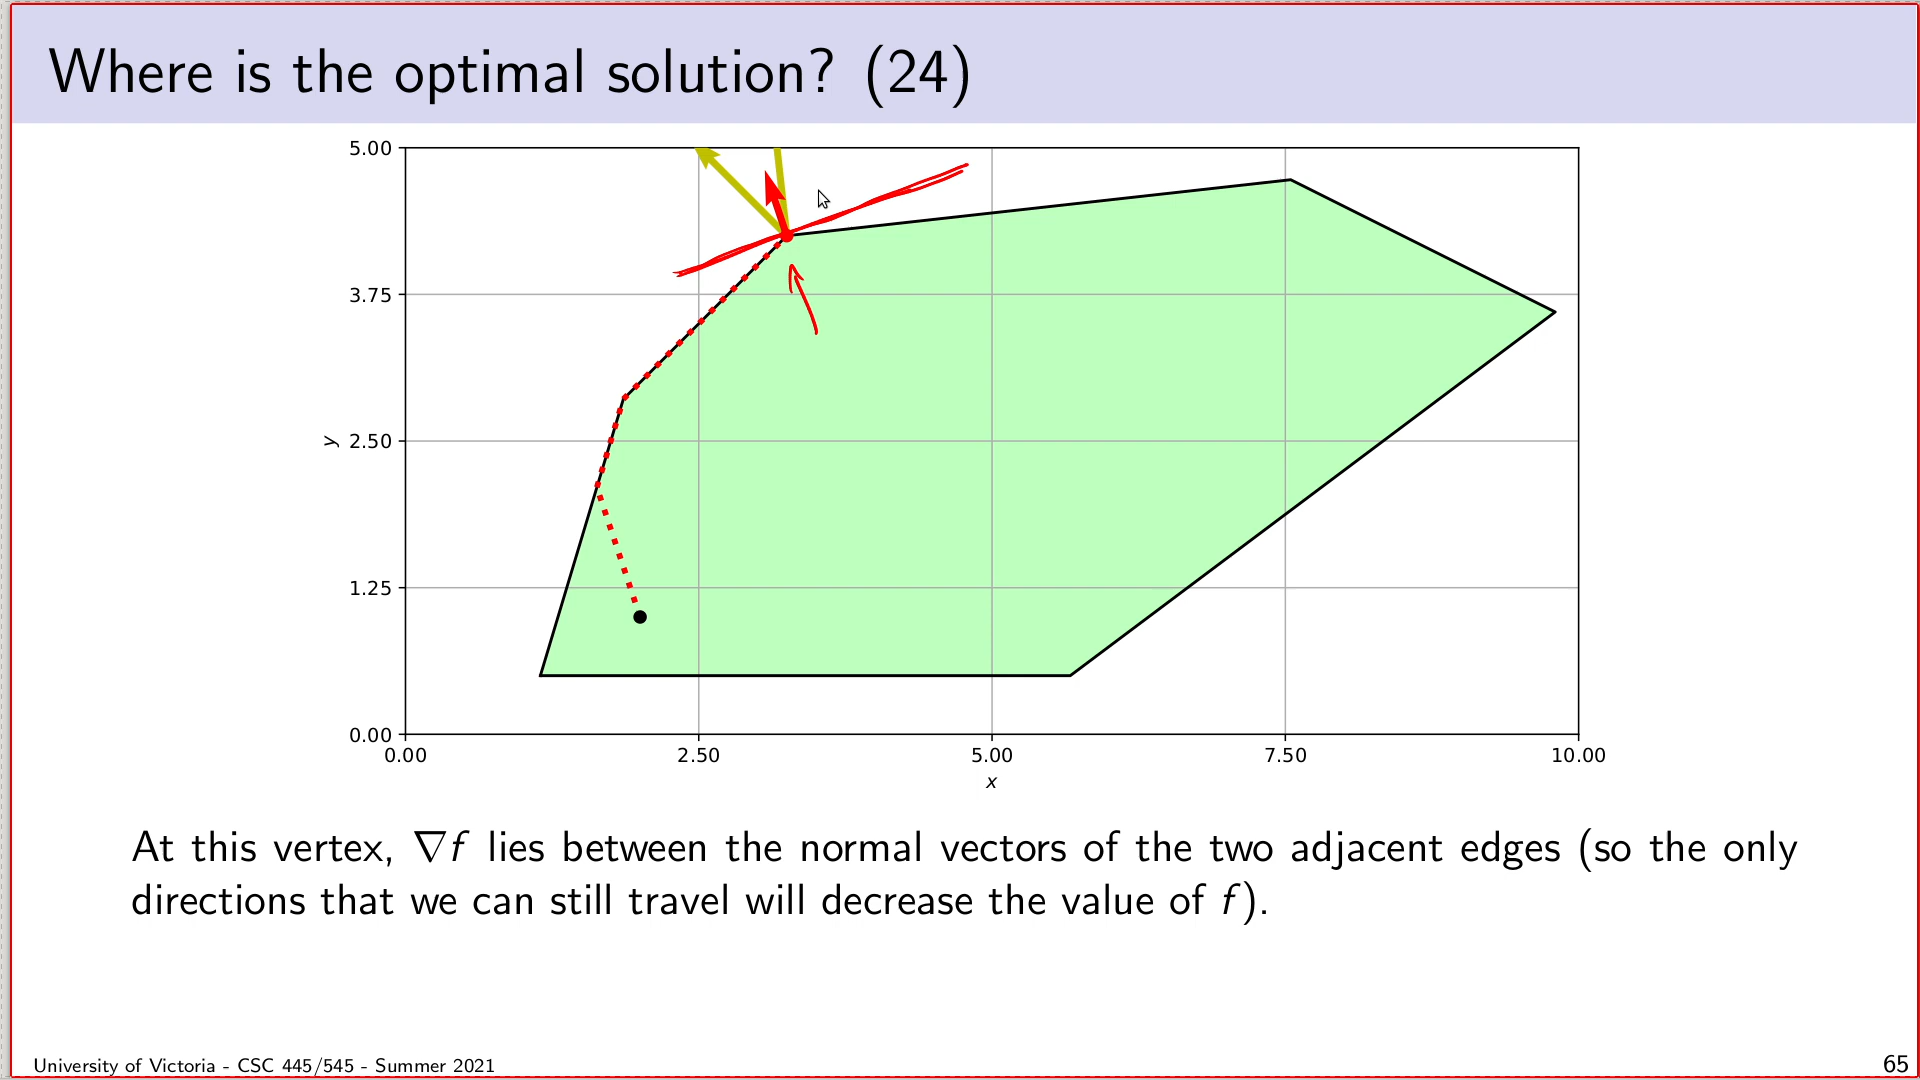 Where is the optimal solution? (24)
5.00
3.75
y 2.50
1.25
0.00
0.00 2.50 5.00 7.50 10.00
x
At this vertex, ∇f lies between the normal vectors of the two adjacent edges (so the only
directions that we can still travel will decrease the value of f).
University of Victoria - CSC 445/545 - Summer 2021 65